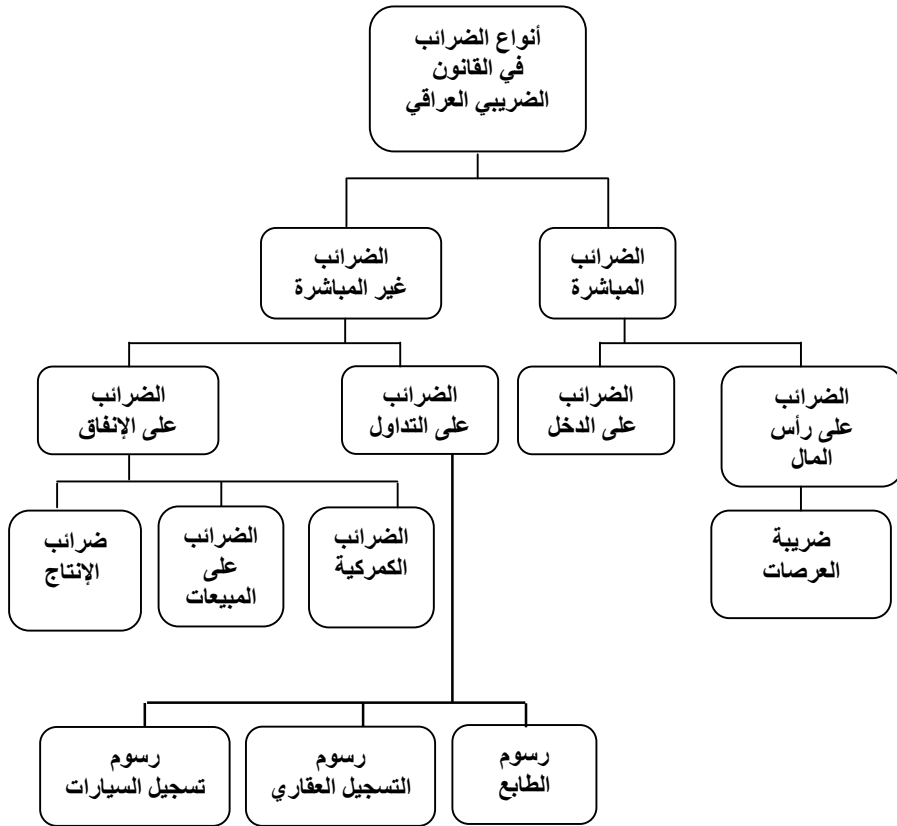 أنواع الضرائب
في القانون
الضريبي العراقي
الضرائب
المباشرة
الضرائب
غير المباشرة
الضرائب
على رأس
المال
الضرائب
على الدخل
الضرائب
على التداول
الضرائب
على الإنفاق
ضريبة
العرصات
الضرائب
الكمركية
الضرائب
على
المبيعات
ضرائب
الإنتاج
رسوم
الطابع
رسوم
التسجيل العقاري
رسوم
تسجيل السيارات